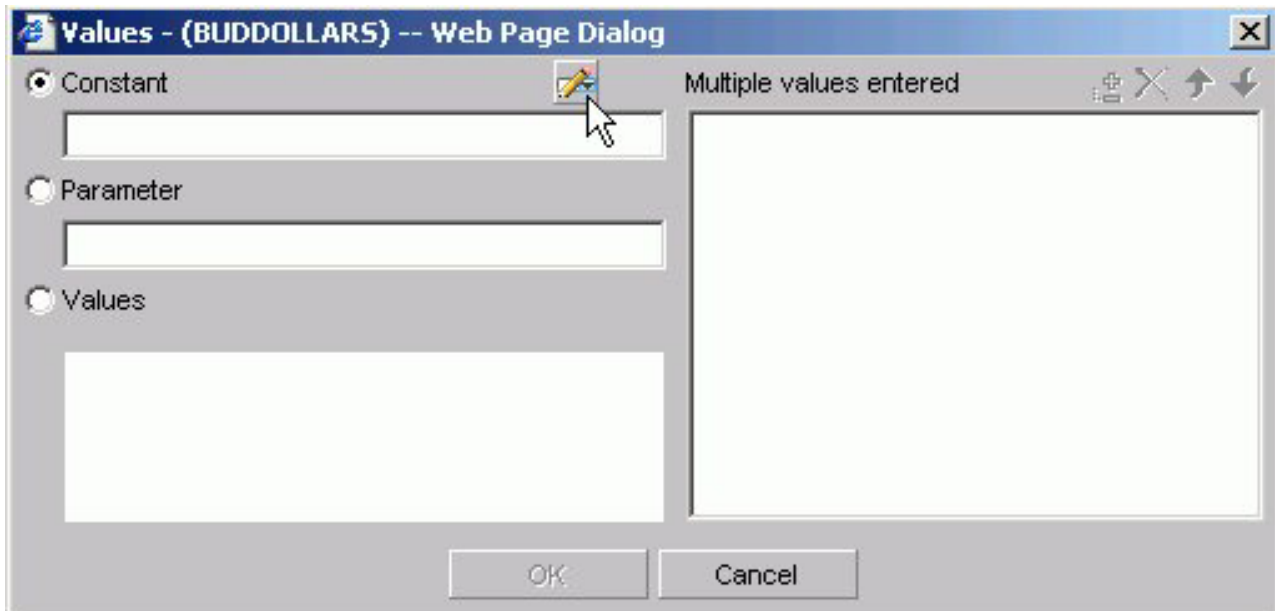 Values - (BUDDOLLARS) -- Web Page Dialog
Constant
Multiple values entered
Parameter
Values
OK
Cancel